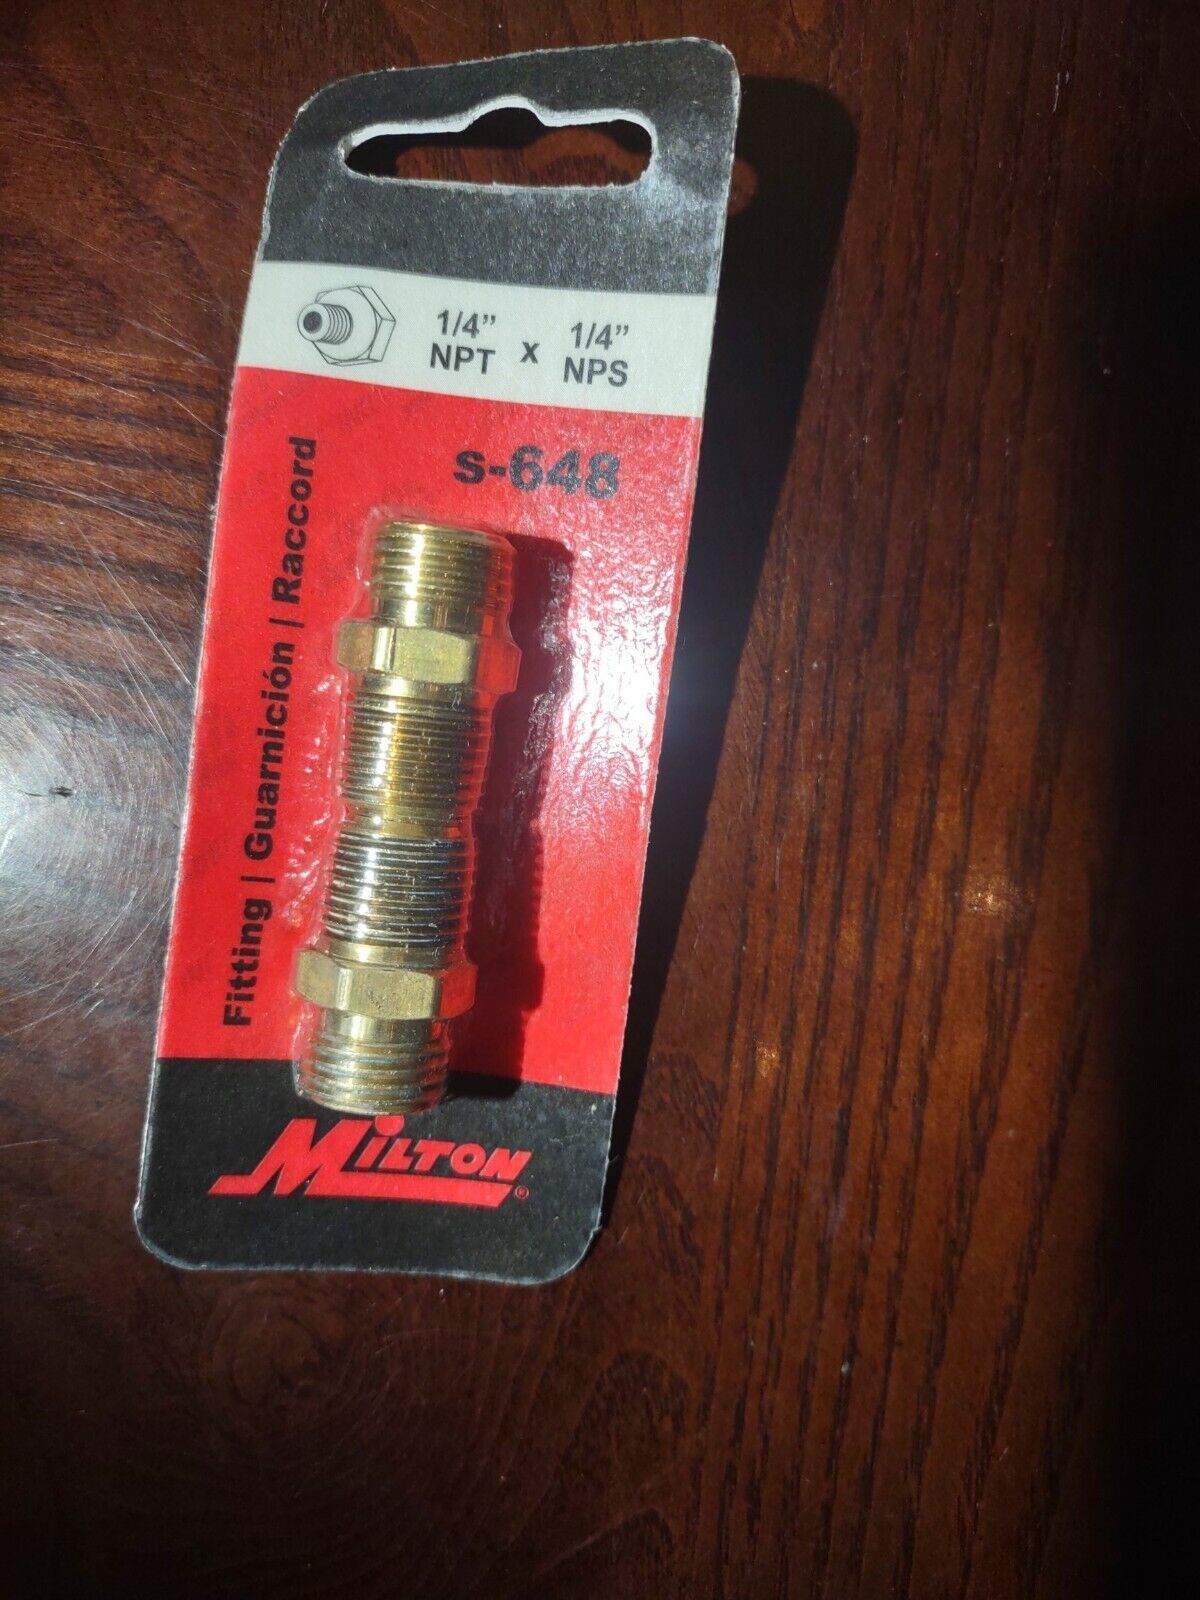 1/4” NPT x 1/4” NPS
s-648
Fitting | Guarnición | Raccord
MILTON®